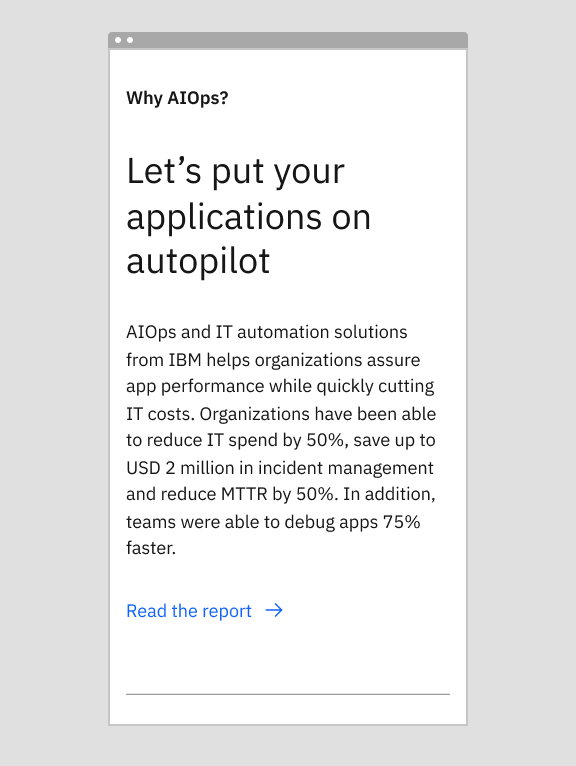 Why AIOps?
Let’s put your
applications on
autopilot
AIOps and IT automation solutions
from IBM helps organizations assure
app performance while quickly cutting
IT costs. Organizations have been able
to reduce IT spend by 50%, save up to
USD 2 million in incident management
and reduce MTTR by 50%. In addition,
teams were able to debug apps 75%
faster.
Read the report →